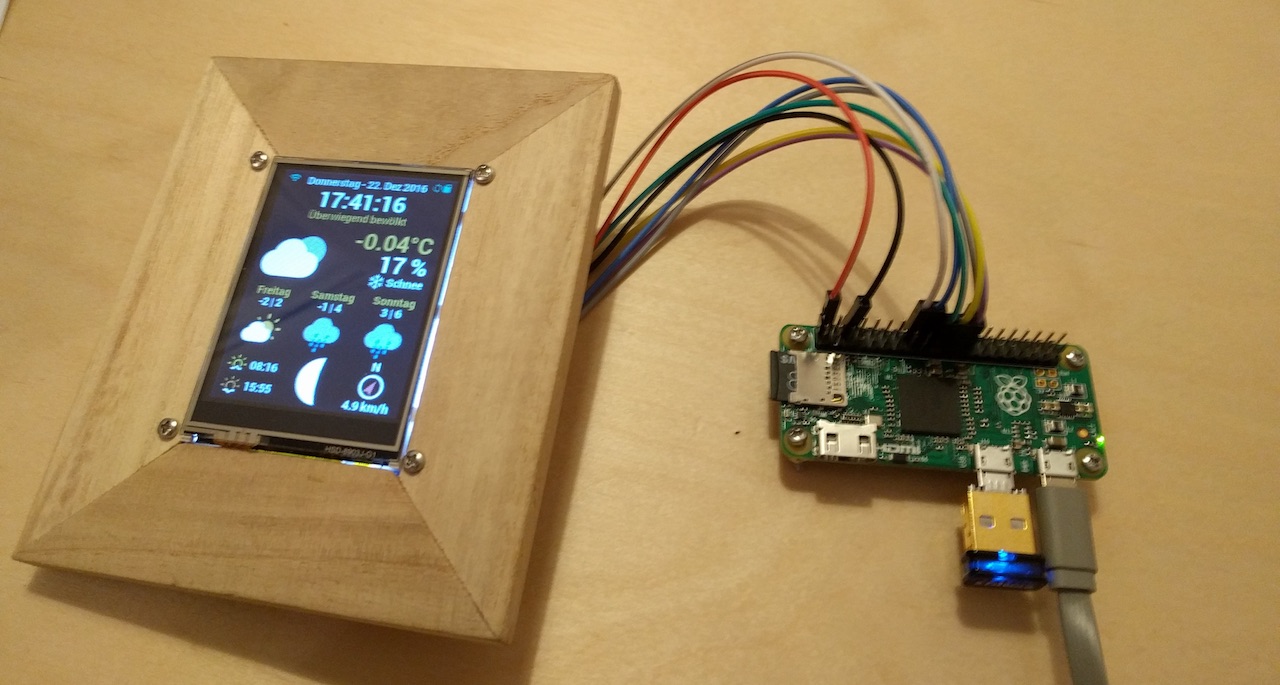 Donnerstag - 22. Dez 2016
17:41:16
Überwiegend bewölkt
-0.04°C
17 %
Schnee
Freitag Samstag Sonntag
-2|2 -1|4 3|6
08:16
15:55
N
4.9 km/h